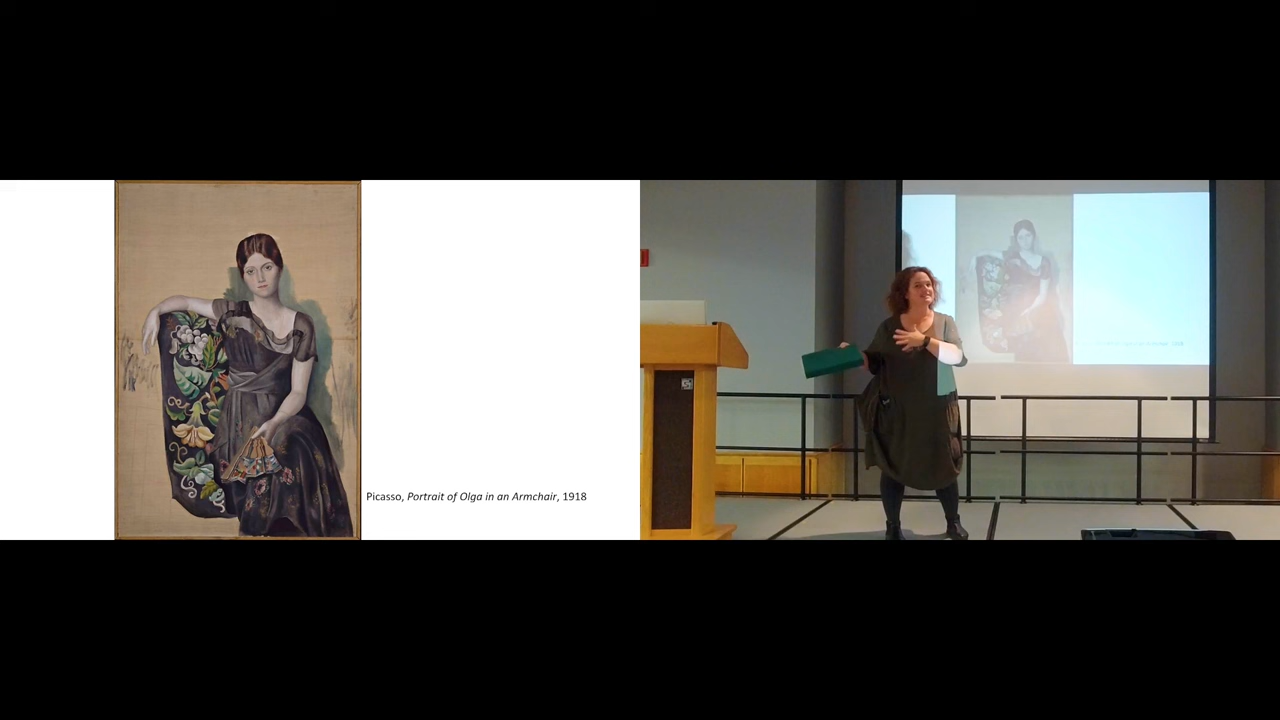 Picasso, Portrait of Olga in an Armchair, 1918